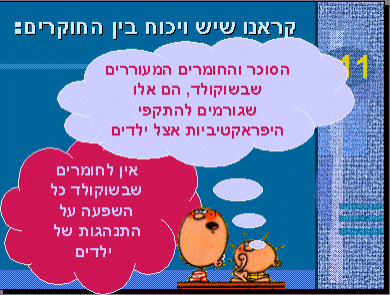 קראנו שיש ויכוח בין החוקרים:
11
הסוכר והחומרים המעוררים
שבשוקולד, הם אלו
שגורמים להתקפי
היפראקטיביות אצל ילדים
אין לחומרים
שבשוקולד כל
השפעה על
התנהגות של
ילדים